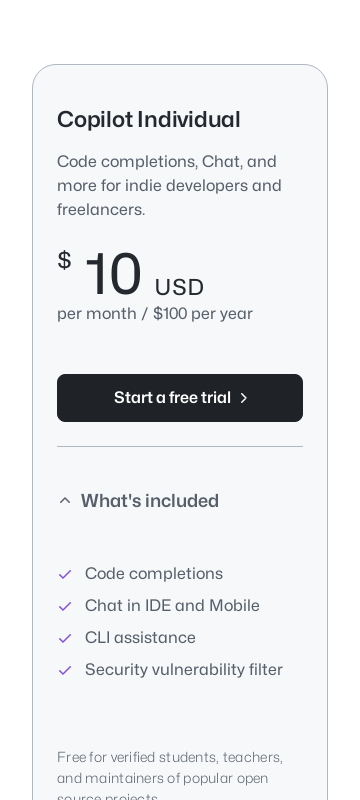 Copilot Individual
Code completions, Chat, and
more for indie developers and
freelancers.
$ 10 USD
per month / $100 per year
Start a free trial
What's included
Code completions
Chat in IDE and Mobile
CLI assistance
Security vulnerability filter
Free for verified students, teachers,
and maintainers of popular open
source projects.